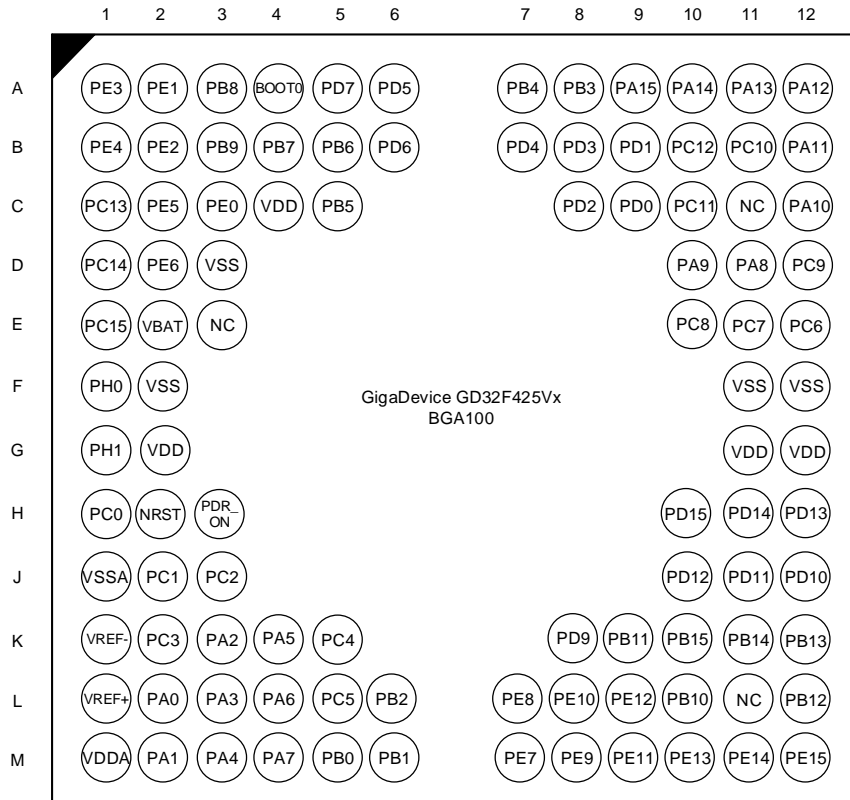 1 2 3 4 5 6 7 8 9 10 11 12
A PE3 PE1 PB8 BOOT0 PD7 PD5 PB4 PB3 PA15 PA14 PA13 PA12
B PE4 PE2 PB9 PB7 PB6 PD6 PD4 PD3 PD1 PC12 PC10 PA11
C PC13 PE5 PE0 VDD PB5 PD2 PD0 PC11 NC PA10
D PC14 PE6 VSS PA9 PA8 PC9
E PC15 VBAT NC PC8 PC7 PC6
F PH0 VSS GigaDevice GD32F425Vx VSS VSS
BGA100
G PH1 VDD VDD VDD
H PC0 NRST PDR_ PD15 PD14 PD13
ON
J VSSA PC1 PC2 PD12 PD11 PD10
K VREF- PC3 PA2 PA5 PC4 PD9 PB11 PB15 PB14 PB13
L VREF+ PA0 PA3 PA6 PC5 PB2 PE8 PE10 PE12 PB10 NC PB12
M VDDA PA1 PA4 PA7 PB0 PB1 PE7 PE9 PE11 PE13 PE14 PE15